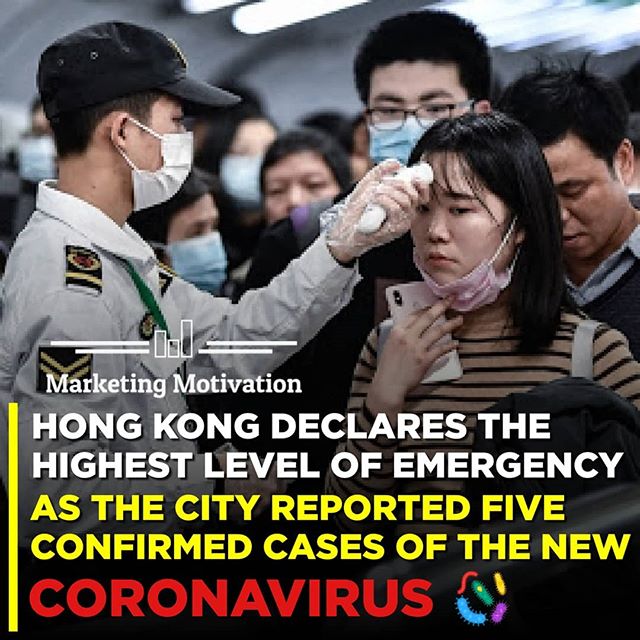 Marketing Motivation
HONG KONG DECLARES THE
HIGHEST LEVEL OF EMERGENCY
AS THE CITY REPORTED FIVE
CONFIRMED CASES OF THE NEW
CORONAVIRUS